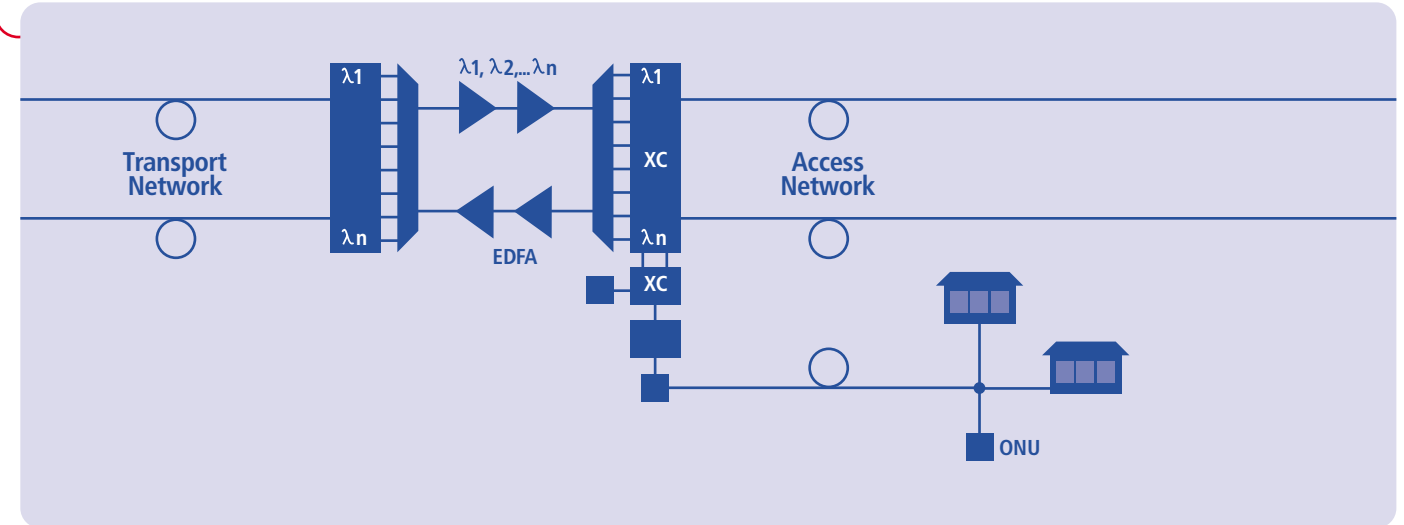 λ1
λ1, λ2,...λn
λ1
Transport
Network
XC
Access
Network
λn
λn
EDFA
XC
ONU